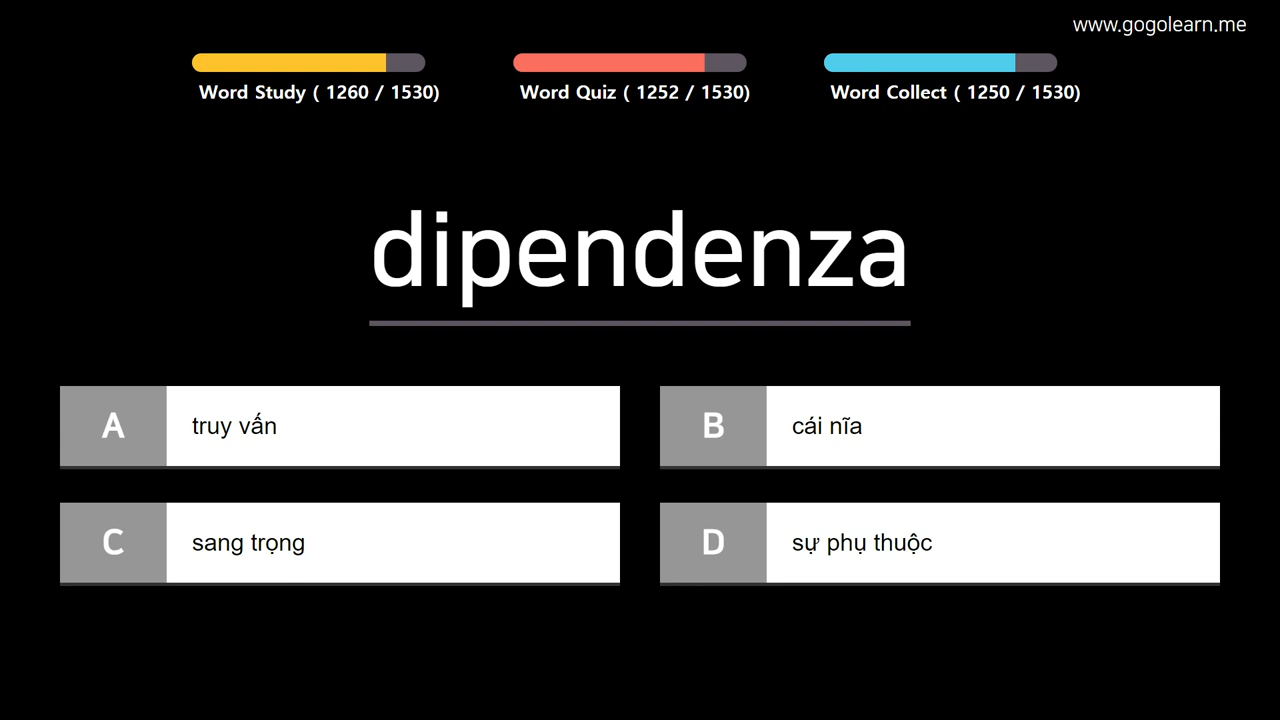 www.gogolearn.me
Word Study ( 1260 / 1530)
Word Quiz ( 1252 / 1530)
Word Collect ( 1250 / 1530)
dipendenza
A truy vấn
B cái nĩa
C sang trọng
D sự phụ thuộc